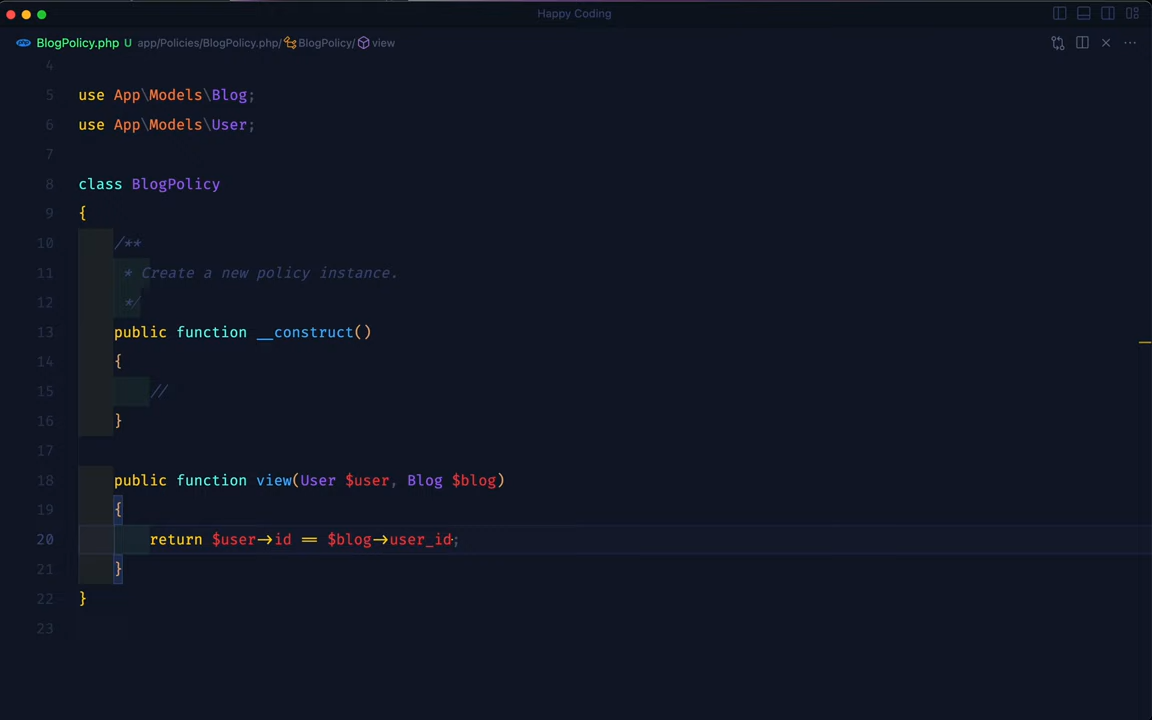 Happy Coding
BlogPolicy.php U app/Policies/BlogPolicy.php/ BlogPolicy/ view
4
5 use App\Models\Blog;
6 use App\Models\User;
7
8 class BlogPolicy
9 {
10 /**
11 * Create a new policy instance.
12 */
13 public function __construct()
14 {
15 //
16 }
17
18 public function view(User $user, Blog $blog)
19 {
20 return $user->id == $blog->user_id;
21 }
22 }
23